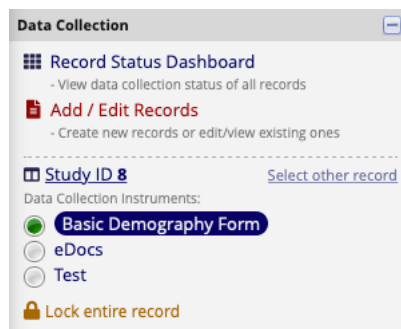 Data Collection
Record Status Dashboard
- View data collection status of all records
Add / Edit Records
- Create new records or edit/view existing ones
Study ID 8 Select other record
Data Collection Instruments:
Basic Demography Form
eDocs
Test
Lock entire record